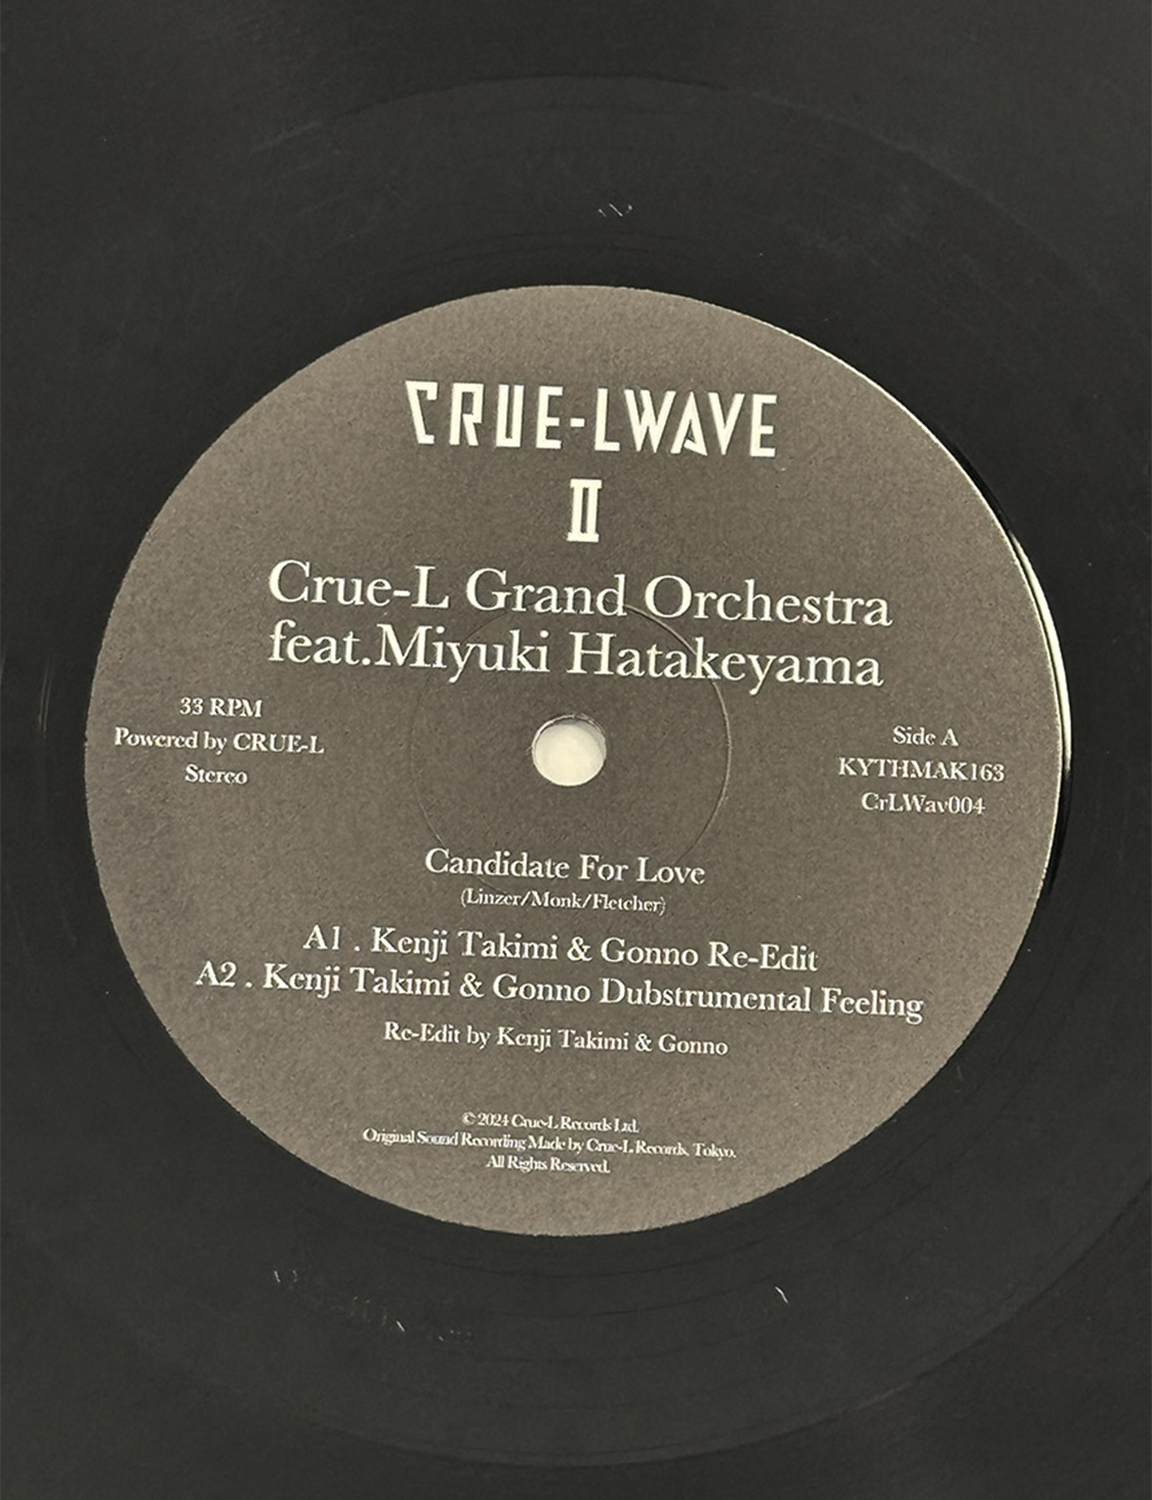 CRUE-LWAVE
II
Crue-L Grand Orchestra
feat.Miyuki Hatakeyama
33 RPM
Powered by CRUE-L
Stereo
Side A
KYTHMAK163
CrLWav004
Candidate For Love
(Linzer/Monk/Fletcher)
A1 . Kenji Takimi & Gonno Re-Edit
A2 . Kenji Takimi & Gonno Dubstrumental Feeling
Re-Edit by Kenji Takimi & Gonno
© 2024 Crue-L Records Ltd.
Original Sound Recording Made by Crue-L Records, Tokyo.
All Rights Reserved.